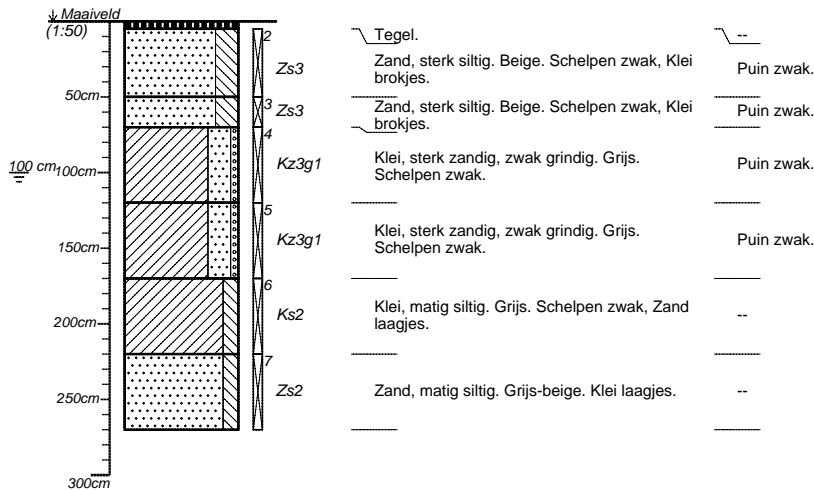 Maaiveld
(1:50)
2
Tegel.
--
Zs3
Zand, sterk siltig. Beige. Schelpen zwak, Klei
brokjes.
Puin zwak.
50cm
3
Zs3
Zand, sterk siltig. Beige. Schelpen zwak, Klei
brokjes.
Puin zwak.
4
100 cm
100cm
Kz3g1
Klei, sterk zandig, zwak grindig. Grijs.
Schelpen zwak.
Puin zwak.
5
150cm
Kz3g1
Klei, sterk zandig, zwak grindig. Grijs.
Schelpen zwak.
Puin zwak.
6
200cm
Ks2
Klei, matig siltig. Grijs. Schelpen zwak, Zand
laagjes.
--
7
250cm
Zs2
Zand, matig siltig. Grijs-beige. Klei laagjes.
--
300cm